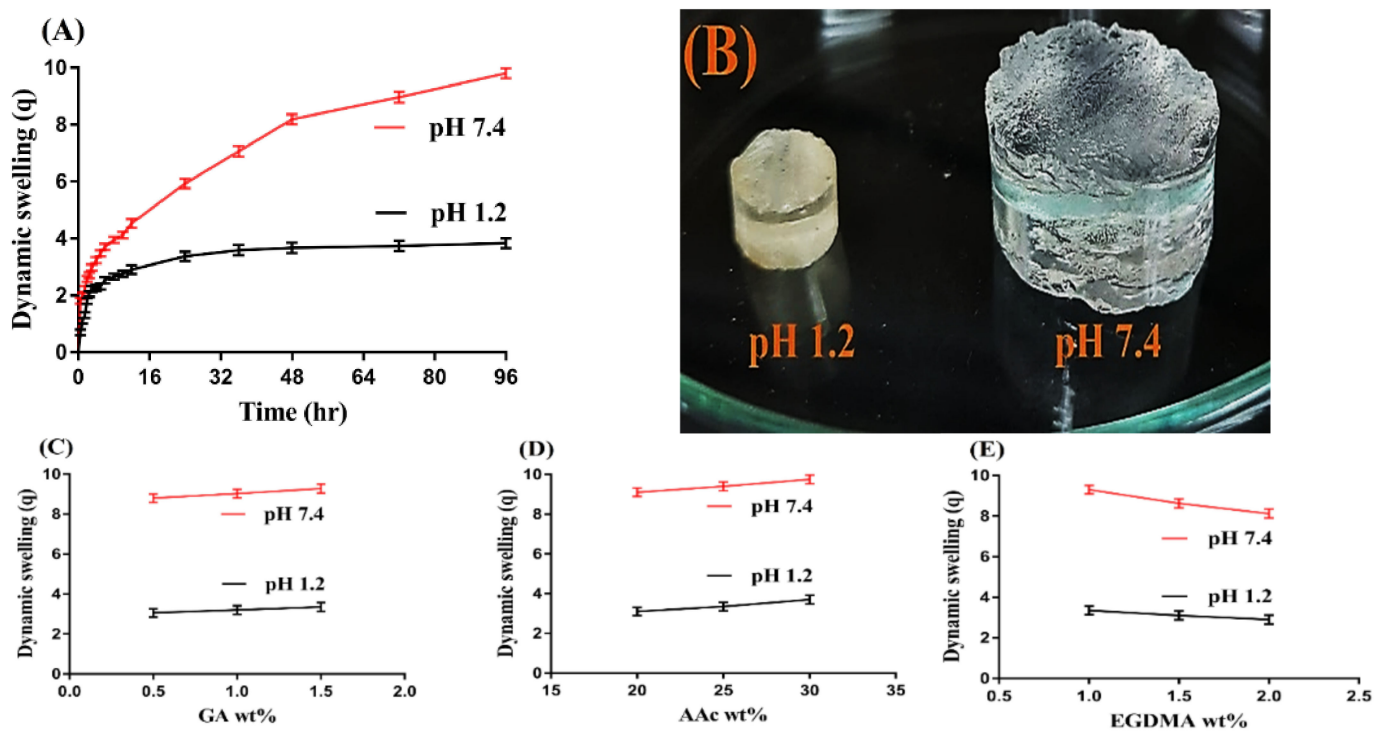 (A)
Dynamic swelling (q)
10
8
6
4
2
0
pH 7.4
pH 1.2
0 16 32 48 64 80 96
Time (hr)
(B)
pH 1.2
pH 7.4
(C)
Dynamic swelling (q)
10
8
6
4
2
0
pH 7.4
pH 1.2
0.0 0.5 1.0 1.5 2.0
GA wt%
(D)
Dynamic swelling (q)
10
8
6
4
2
0
pH 7.4
pH 1.2
15 20 25 30 35
AAc wt%
(E)
Dynamic swelling (q)
10
8
6
4
2
0
pH 7.4
pH 1.2
0.5 1.0 1.5 2.0 2.5
EGDMA wt%